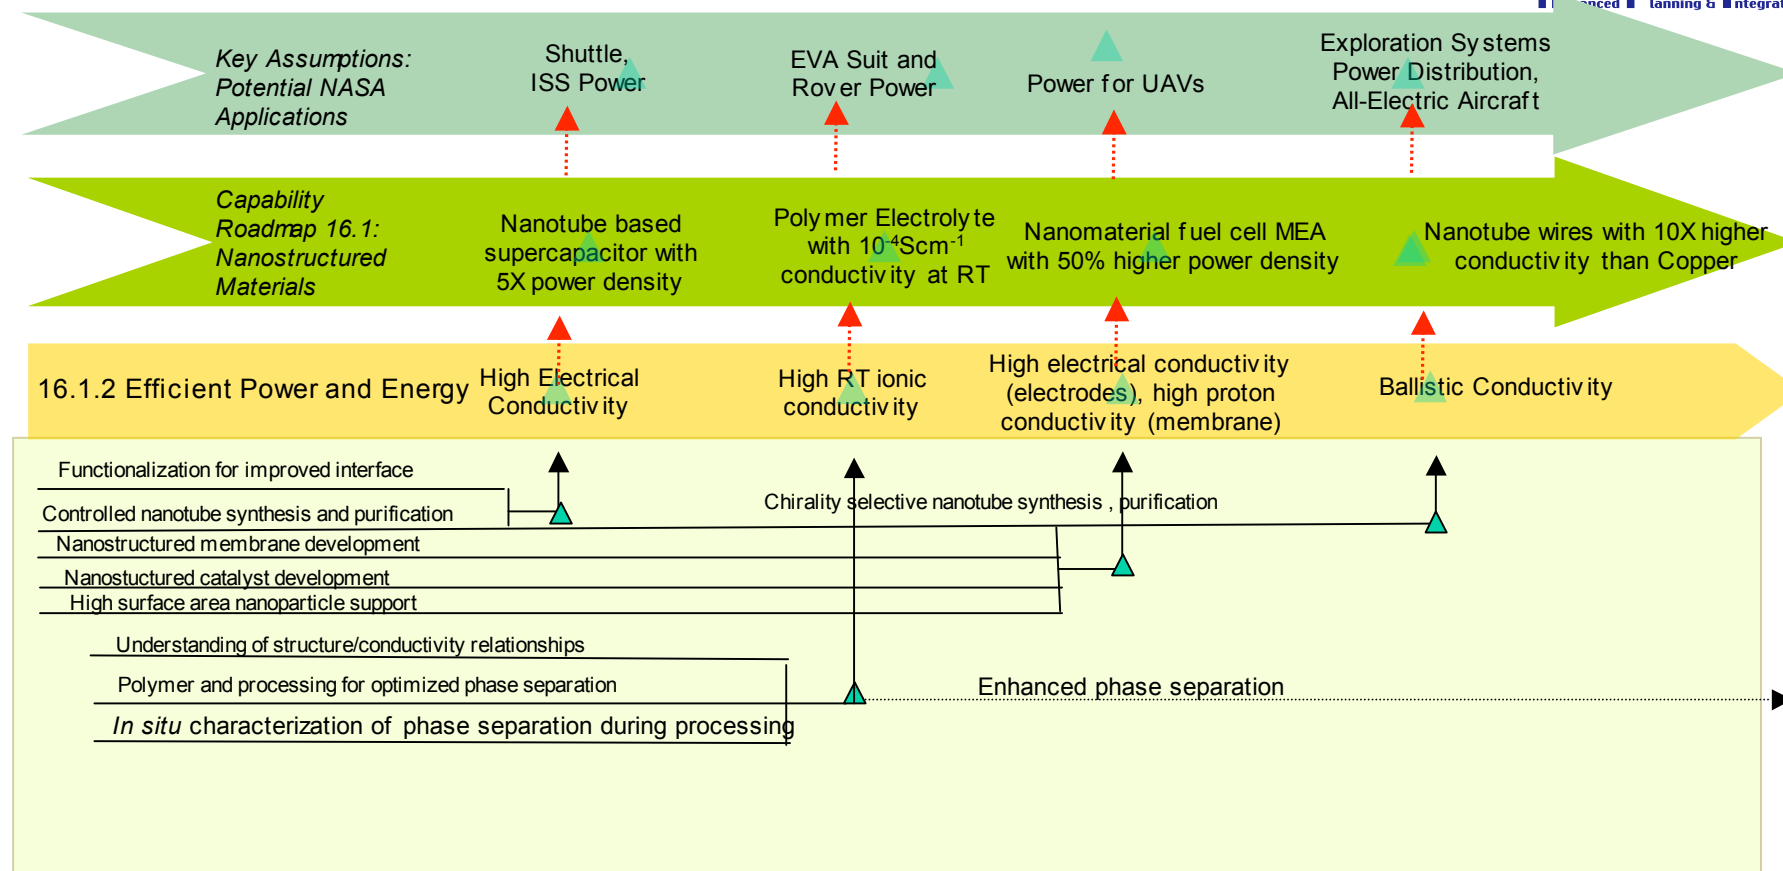 anced lanning & ntegrat
Key Assumptions:
Potential NASA
Applications
Shuttle,
ISS Power
EVA Suit and
Rover Power
Power for UAVs
Exploration Systems
Power Distribution,
All-Electric Aircraft
Capability
Roadmap 16.1:
Nanostructured
Materials
Nanotube based
supercapacitor with
5X power density
Polymer Electrolyte
with 10⁻⁴Scm⁻¹
conductivity at RT
Nanomaterial fuel cell MEA
with 50% higher power density
Nanotube wires with 10X higher
conductivity than Copper
16.1.2 Efficient Power and Energy
High Electrical
Conductivity
High RT ionic
conductivity
High electrical conductivity
(electrodes), high proton
conductivity (membrane)
Ballistic Conductivity
Functionalization for improved interface
Chirality selective nanotube synthesis , purification
Controlled nanotube synthesis and purification
Nanostructured membrane development
Nanostuctured catalyst development
High surface area nanoparticle support
Understanding of structure/conductivity relationships
Polymer and processing for optimized phase separation
Enhanced phase separation
In situ characterization of phase separation during processing